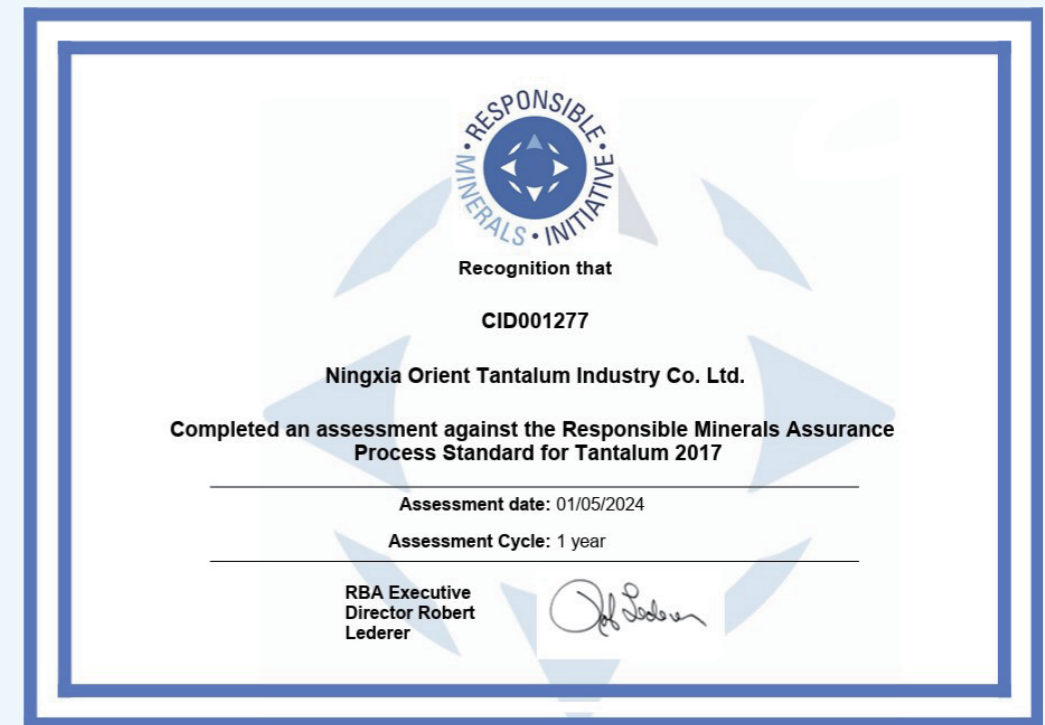 RESPONSIBLE • MINERALS • INITIATIVE •
Recognition that
CID001277
Ningxia Orient Tantalum Industry Co. Ltd.
Completed an assessment against the Responsible Minerals Assurance
Process Standard for Tantalum 2017
Assessment date: 01/05/2024
Assessment Cycle: 1 year
RBA Executive
Director Robert
Lederer